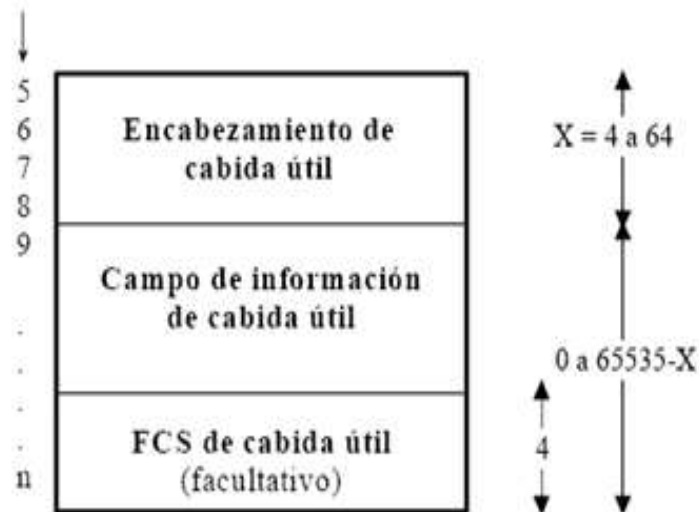 5
6
7
8
9
.
.
.
.
n
Encabezamiento de
cabida útil
X = 4 a 64
Campo de información
de cabida útil
0 a 65535-X
FCS de cabida útil
(facultativo)
4